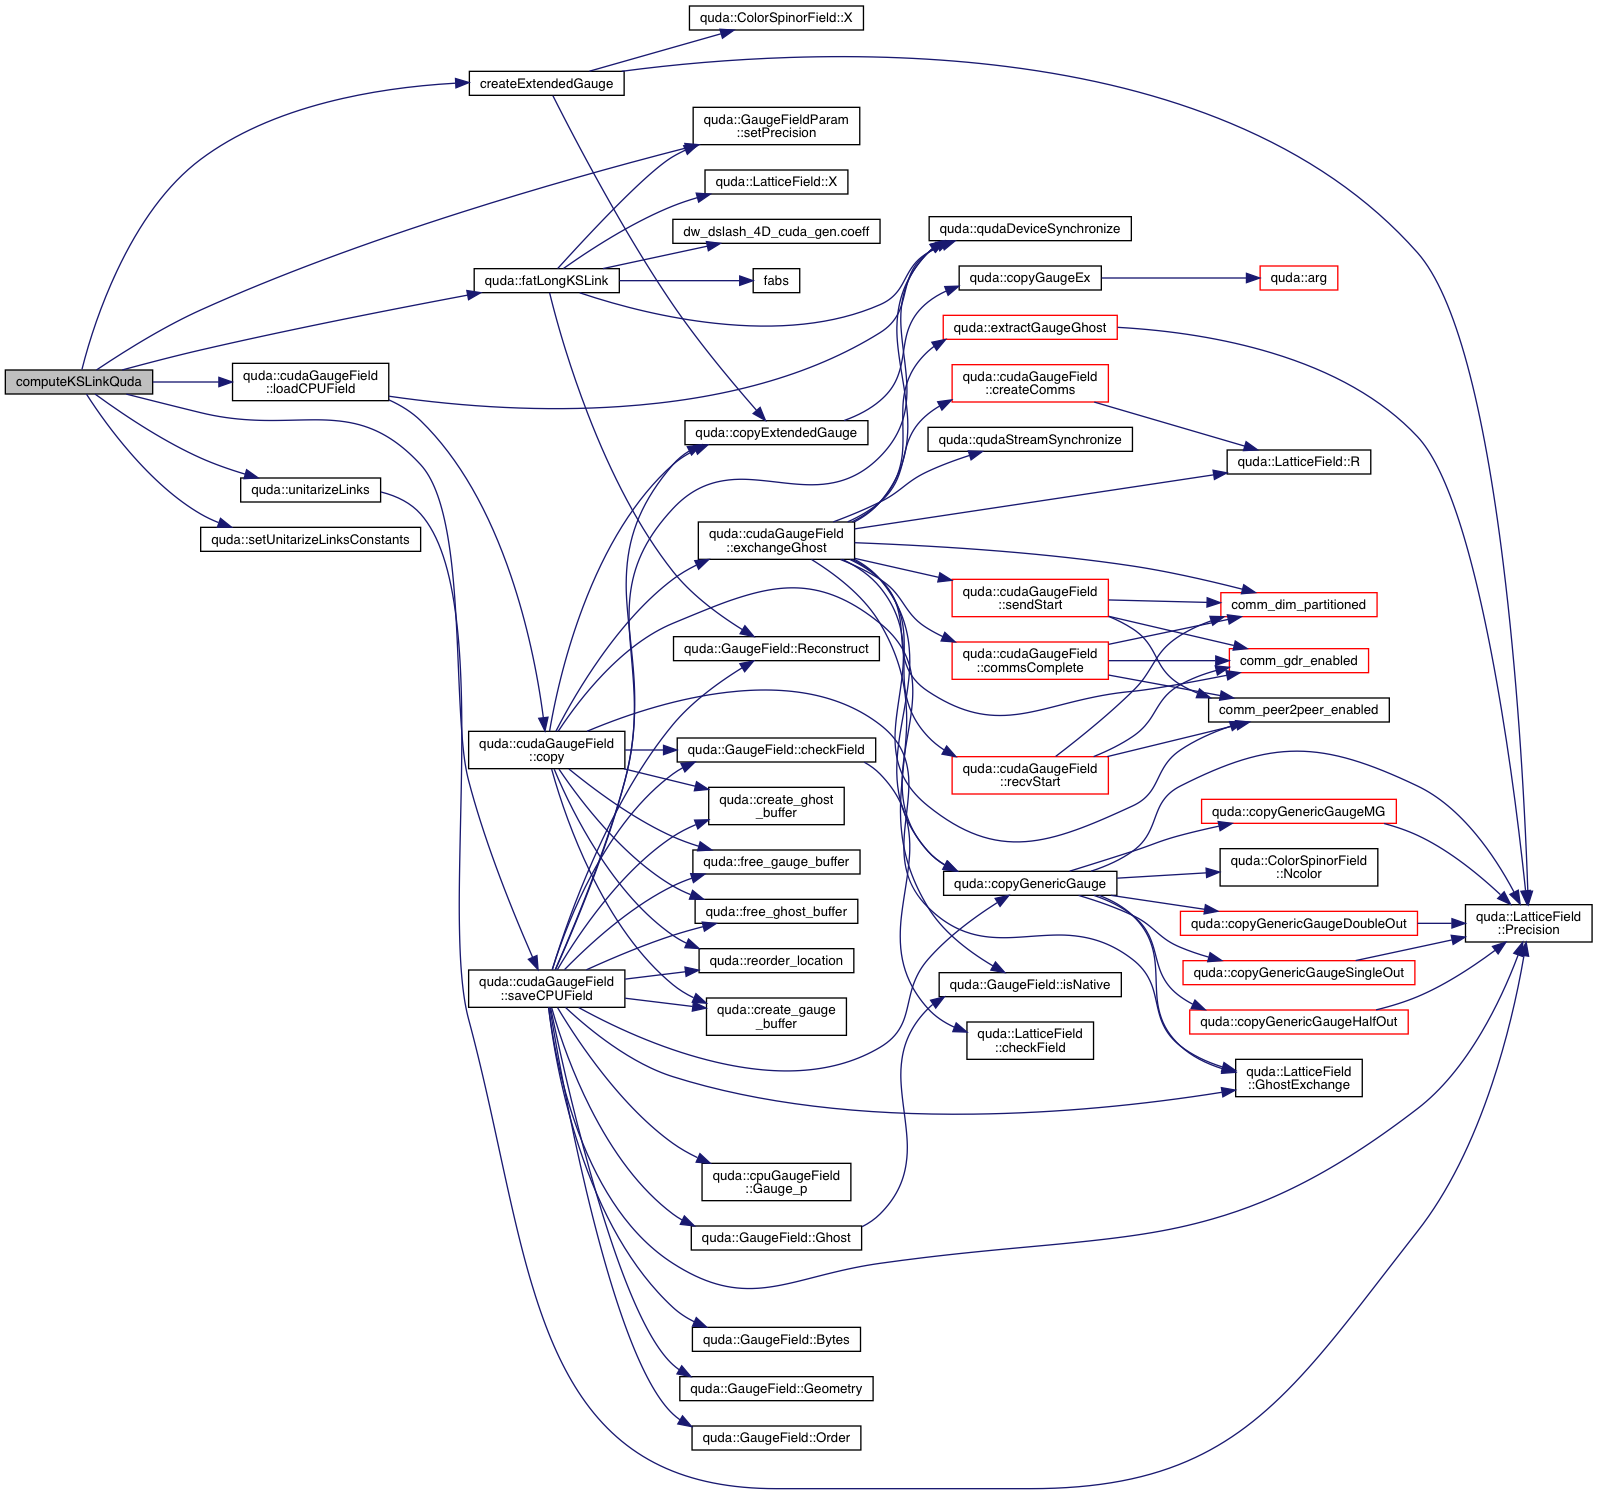 computeKSLinkQuda
createExtendedGauge
quda::ColorSpinorField::X
quda::GaugeFieldParam
::setPrecision
quda::LatticeField::X
dw_dslash_4D_cuda_gen.coeff
quda::fatLongKSLink
fabs
quda::cudaGaugeField
::loadCPUField
quda::unitarizeLinks
quda::setUnitarizeLinksConstants
quda::copyExtendedGauge
quda::qudaDeviceSynchronize
quda::copyGaugeEx
quda::arg
quda::extractGaugeGhost
quda::cudaGaugeField
::createComms
quda::qudaStreamSynchronize
quda::LatticeField::R
quda::cudaGaugeField
::exchangeGhost
quda::cudaGaugeField
::sendStart
comm_dim_partitioned
quda::cudaGaugeField
::commsComplete
comm_gdr_enabled
quda::GaugeField::Reconstruct
comm_peer2peer_enabled
quda::cudaGaugeField
::copy
quda::GaugeField::checkField
quda::cudaGaugeField
::recvStart
quda::create_ghost
_buffer
quda::copyGenericGaugeMG
quda::free_gauge_buffer
quda::ColorSpinorField
::Ncolor
quda::copyGenericGauge
quda::free_ghost_buffer
quda::copyGenericGaugeDoubleOut
quda::LatticeField
::Precision
quda::reorder_location
quda::copyGenericGaugeSingleOut
quda::cudaGaugeField
::saveCPUField
quda::GaugeField::isNative
quda::create_gauge
_buffer
quda::copyGenericGaugeHalfOut
quda::LatticeField
::checkField
quda::LatticeField
::GhostExchange
quda::cpuGaugeField
::Gauge_p
quda::GaugeField::Ghost
quda::GaugeField::Bytes
quda::GaugeField::Geometry
quda::GaugeField::Order